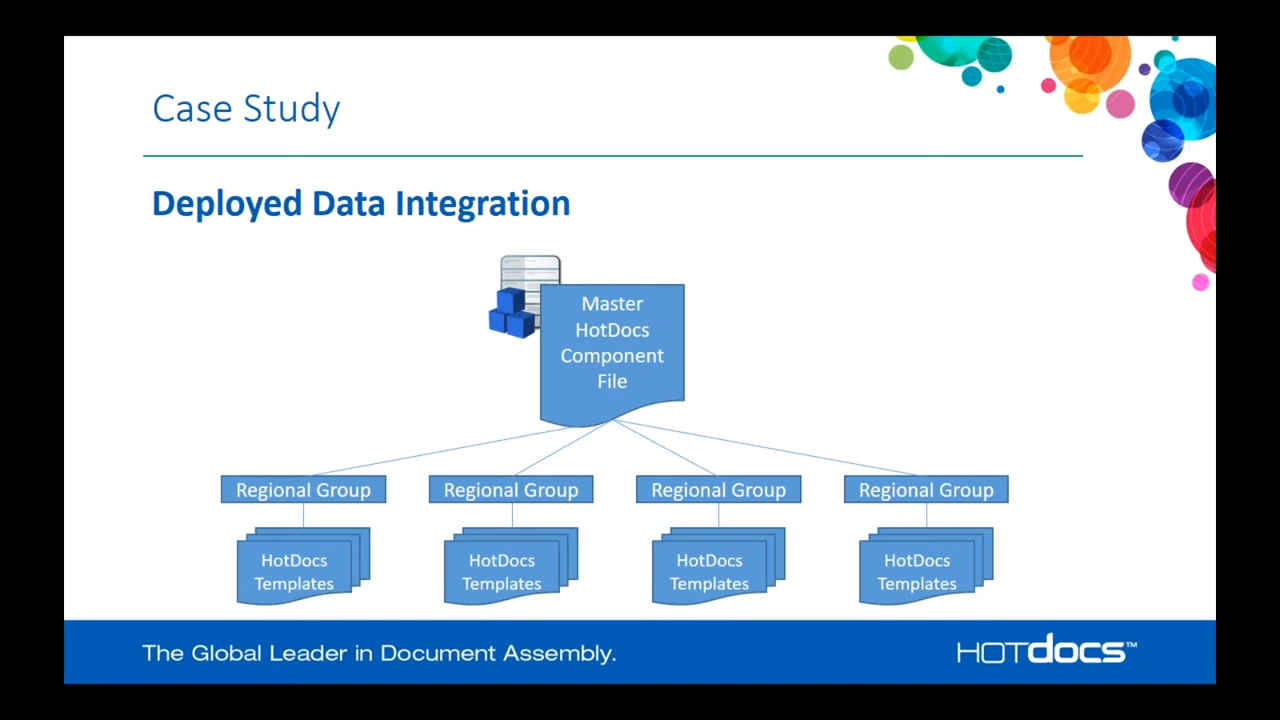 Case Study
Deployed Data Integration
Master
HotDocs
Component
File
Regional Group
Regional Group
Regional Group
Regional Group
HotDocs
Templates
HotDocs
Templates
HotDocs
Templates
HotDocs
Templates
The Global Leader in Document Assembly.
HOTdocs™